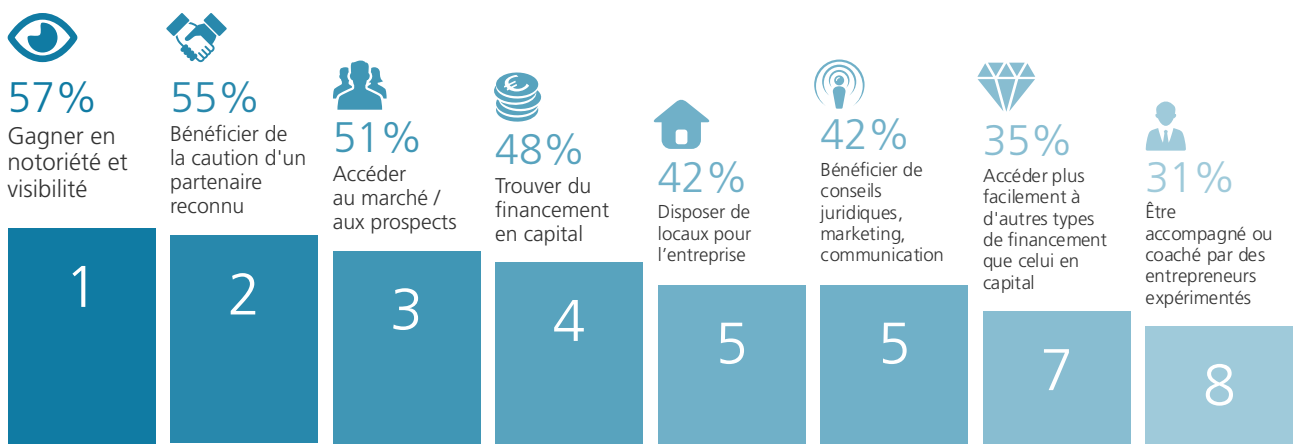 57%
Gagner en
notoriété et
visibilité
1
55%
Bénéficier de
la caution d'un
partenaire
reconnu
2
51%
Accéder
au marché /
aux prospects
3
€
48%
Trouver du
financement
en capital
4
42%
Disposer de
locaux pour
l’entreprise
5
42%
Bénéficier de
conseils
juridiques,
marketing,
communication
5
35%
Accéder plus
facilement à
d'autres types
de financement
que celui en
capital
7
31%
Être
accompagné ou
coaché par des
entrepreneurs
expérimentés
8